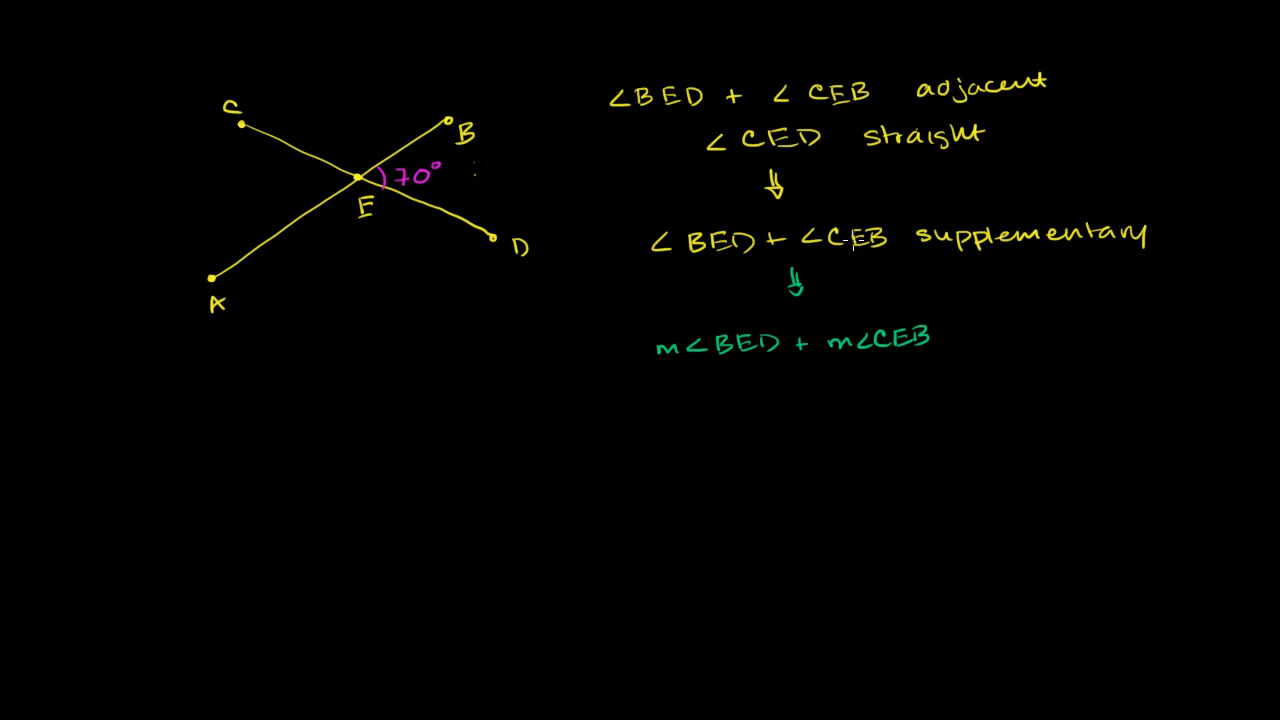 C
B
70°
E
D
A
∠BED + ∠CEB adjacent
∠CED straight
⇓
∠BED + ∠CEB supplementary
⇓
m∠BED + m∠CEB